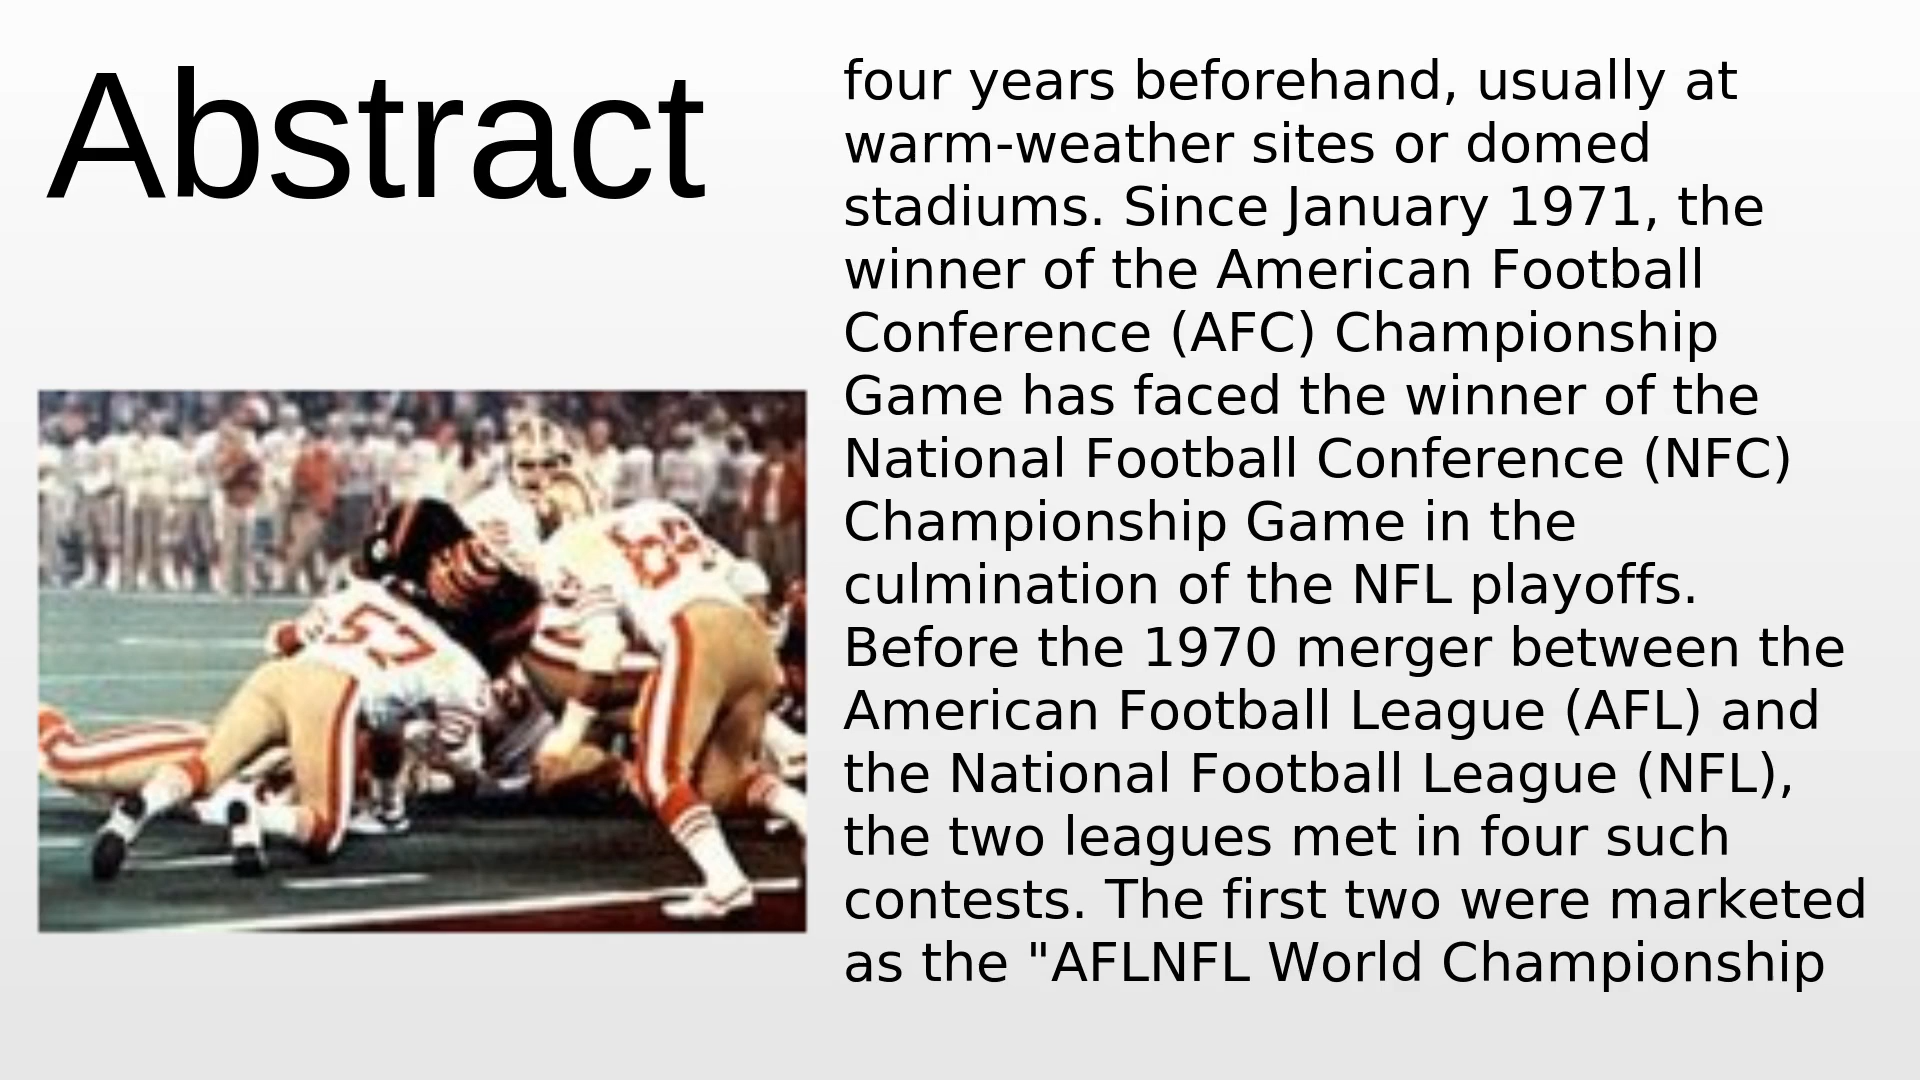 Abstract
four years beforehand, usually at
warm-weather sites or domed
stadiums. Since January 1971, the
winner of the American Football
Conference (AFC) Championship
Game has faced the winner of the
National Football Conference (NFC)
Championship Game in the
culmination of the NFL playoffs.
Before the 1970 merger between the
American Football League (AFL) and
the National Football League (NFL),
the two leagues met in four such
contests. The first two were marketed
as the "AFLNFL World Championship
57